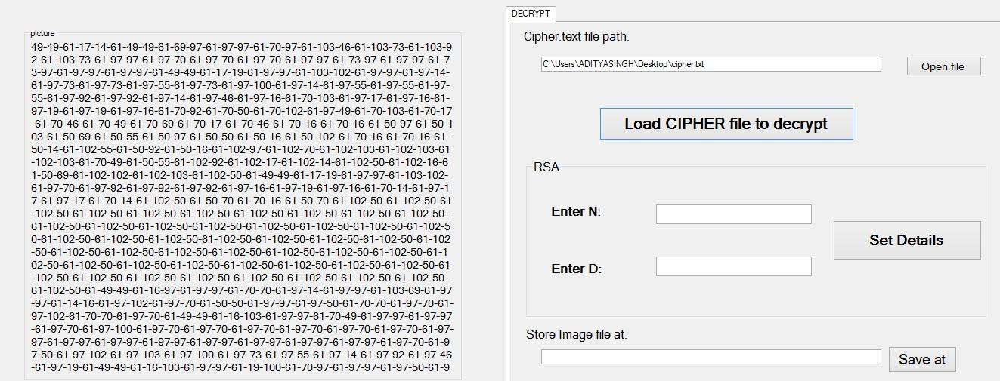 picture
49-49-61-17-14-61-49-49-61-69-97-61-97-97-61-70-97-61-103-46-61-103-73-61-103-9
2-61-103-73-61-97-97-61-70-97-61-70-97-61-70-61-97-97-61-97-73-61-97-97-97-61-7
3-97-61-97-97-61-97-97-61-49-49-61-17-19-61-97-97-61-103-102-61-97-97-61-97-14-
61-97-73-61-97-73-61-97-55-61-97-73-61-97-100-61-97-14-61-97-55-61-97-55-61-97-
55-61-97-92-61-97-92-61-97-14-61-97-46-61-97-16-61-70-103-61-97-17-61-97-16-61-
97-19-61-97-19-61-97-16-61-70-92-61-70-50-61-70-102-61-97-49-61-70-103-61-70-17
-61-70-46-61-70-49-61-70-69-61-70-17-61-70-46-61-70-16-61-70-16-61-50-97-61-50-1
03-61-50-69-61-50-55-61-50-97-61-50-50-61-50-16-61-50-102-61-70-16-61-70-16-61-
50-14-61-102-55-61-50-92-61-50-16-61-102-97-61-102-70-61-102-103-61-102-103-61
-102-103-61-70-49-61-50-55-61-102-92-61-102-17-61-102-14-61-102-50-61-102-16-6
1-50-69-61-102-102-61-102-103-61-102-50-61-49-49-61-17-19-61-97-97-61-103-102-
61-97-70-61-97-92-61-97-92-61-97-92-61-97-16-61-97-19-61-97-16-61-70-14-61-97-1
7-61-97-17-61-70-14-61-102-50-61-50-70-61-70-16-61-50-70-61-102-50-61-102-50-61
-102-50-61-102-50-61-102-50-61-102-50-61-102-50-61-102-50-61-102-50-61-102-50-
61-102-50-61-102-50-61-102-50-61-102-50-61-102-50-61-102-50-61-102-50-61-102-5
0-61-102-50-61-102-50-61-102-50-61-102-50-61-102-50-61-102-50-61-102-50-61-102
-50-61-102-50-61-102-50-61-102-50-61-102-50-61-102-50-61-102-50-61-102-50-61-1
02-50-61-102-50-61-102-50-61-102-50-61-102-50-61-102-50-61-102-50-61-102-50-61
-102-50-61-102-50-61-102-50-61-102-50-61-102-50-61-102-50-61-102-50-61-102-50-
61-102-50-61-49-49-61-16-97-61-97-97-61-70-70-61-97-14-61-97-97-61-103-69-61-97
-97-61-14-16-61-97-102-61-97-70-61-50-50-61-97-97-61-97-50-61-70-70-61-97-70-61-
97-102-61-70-70-61-97-70-61-49-49-61-16-103-61-97-97-61-70-49-61-97-97-61-97-97
-61-97-70-61-97-100-61-97-70-61-97-70-61-97-70-61-97-70-61-97-70-61-97-70-61-97-
97-61-97-97-61-97-97-61-97-97-61-97-97-61-97-97-61-97-97-61-97-97-61-97-70-61-9
7-50-61-97-102-61-97-103-61-97-100-61-97-73-61-97-55-61-97-14-61-97-92-61-97-46
-61-97-19-61-49-49-61-16-103-61-97-97-61-19-100-61-70-97-61-97-97-61-97-50-61-9
DECRYPT
Cipher.text file path:
C:\Users\ADITYASINGH\Desktop\cipher.txt
Open file
Load CIPHER file to decrypt
RSA
Enter N:
Set Details
Enter D:
Store Image file at:
Save at